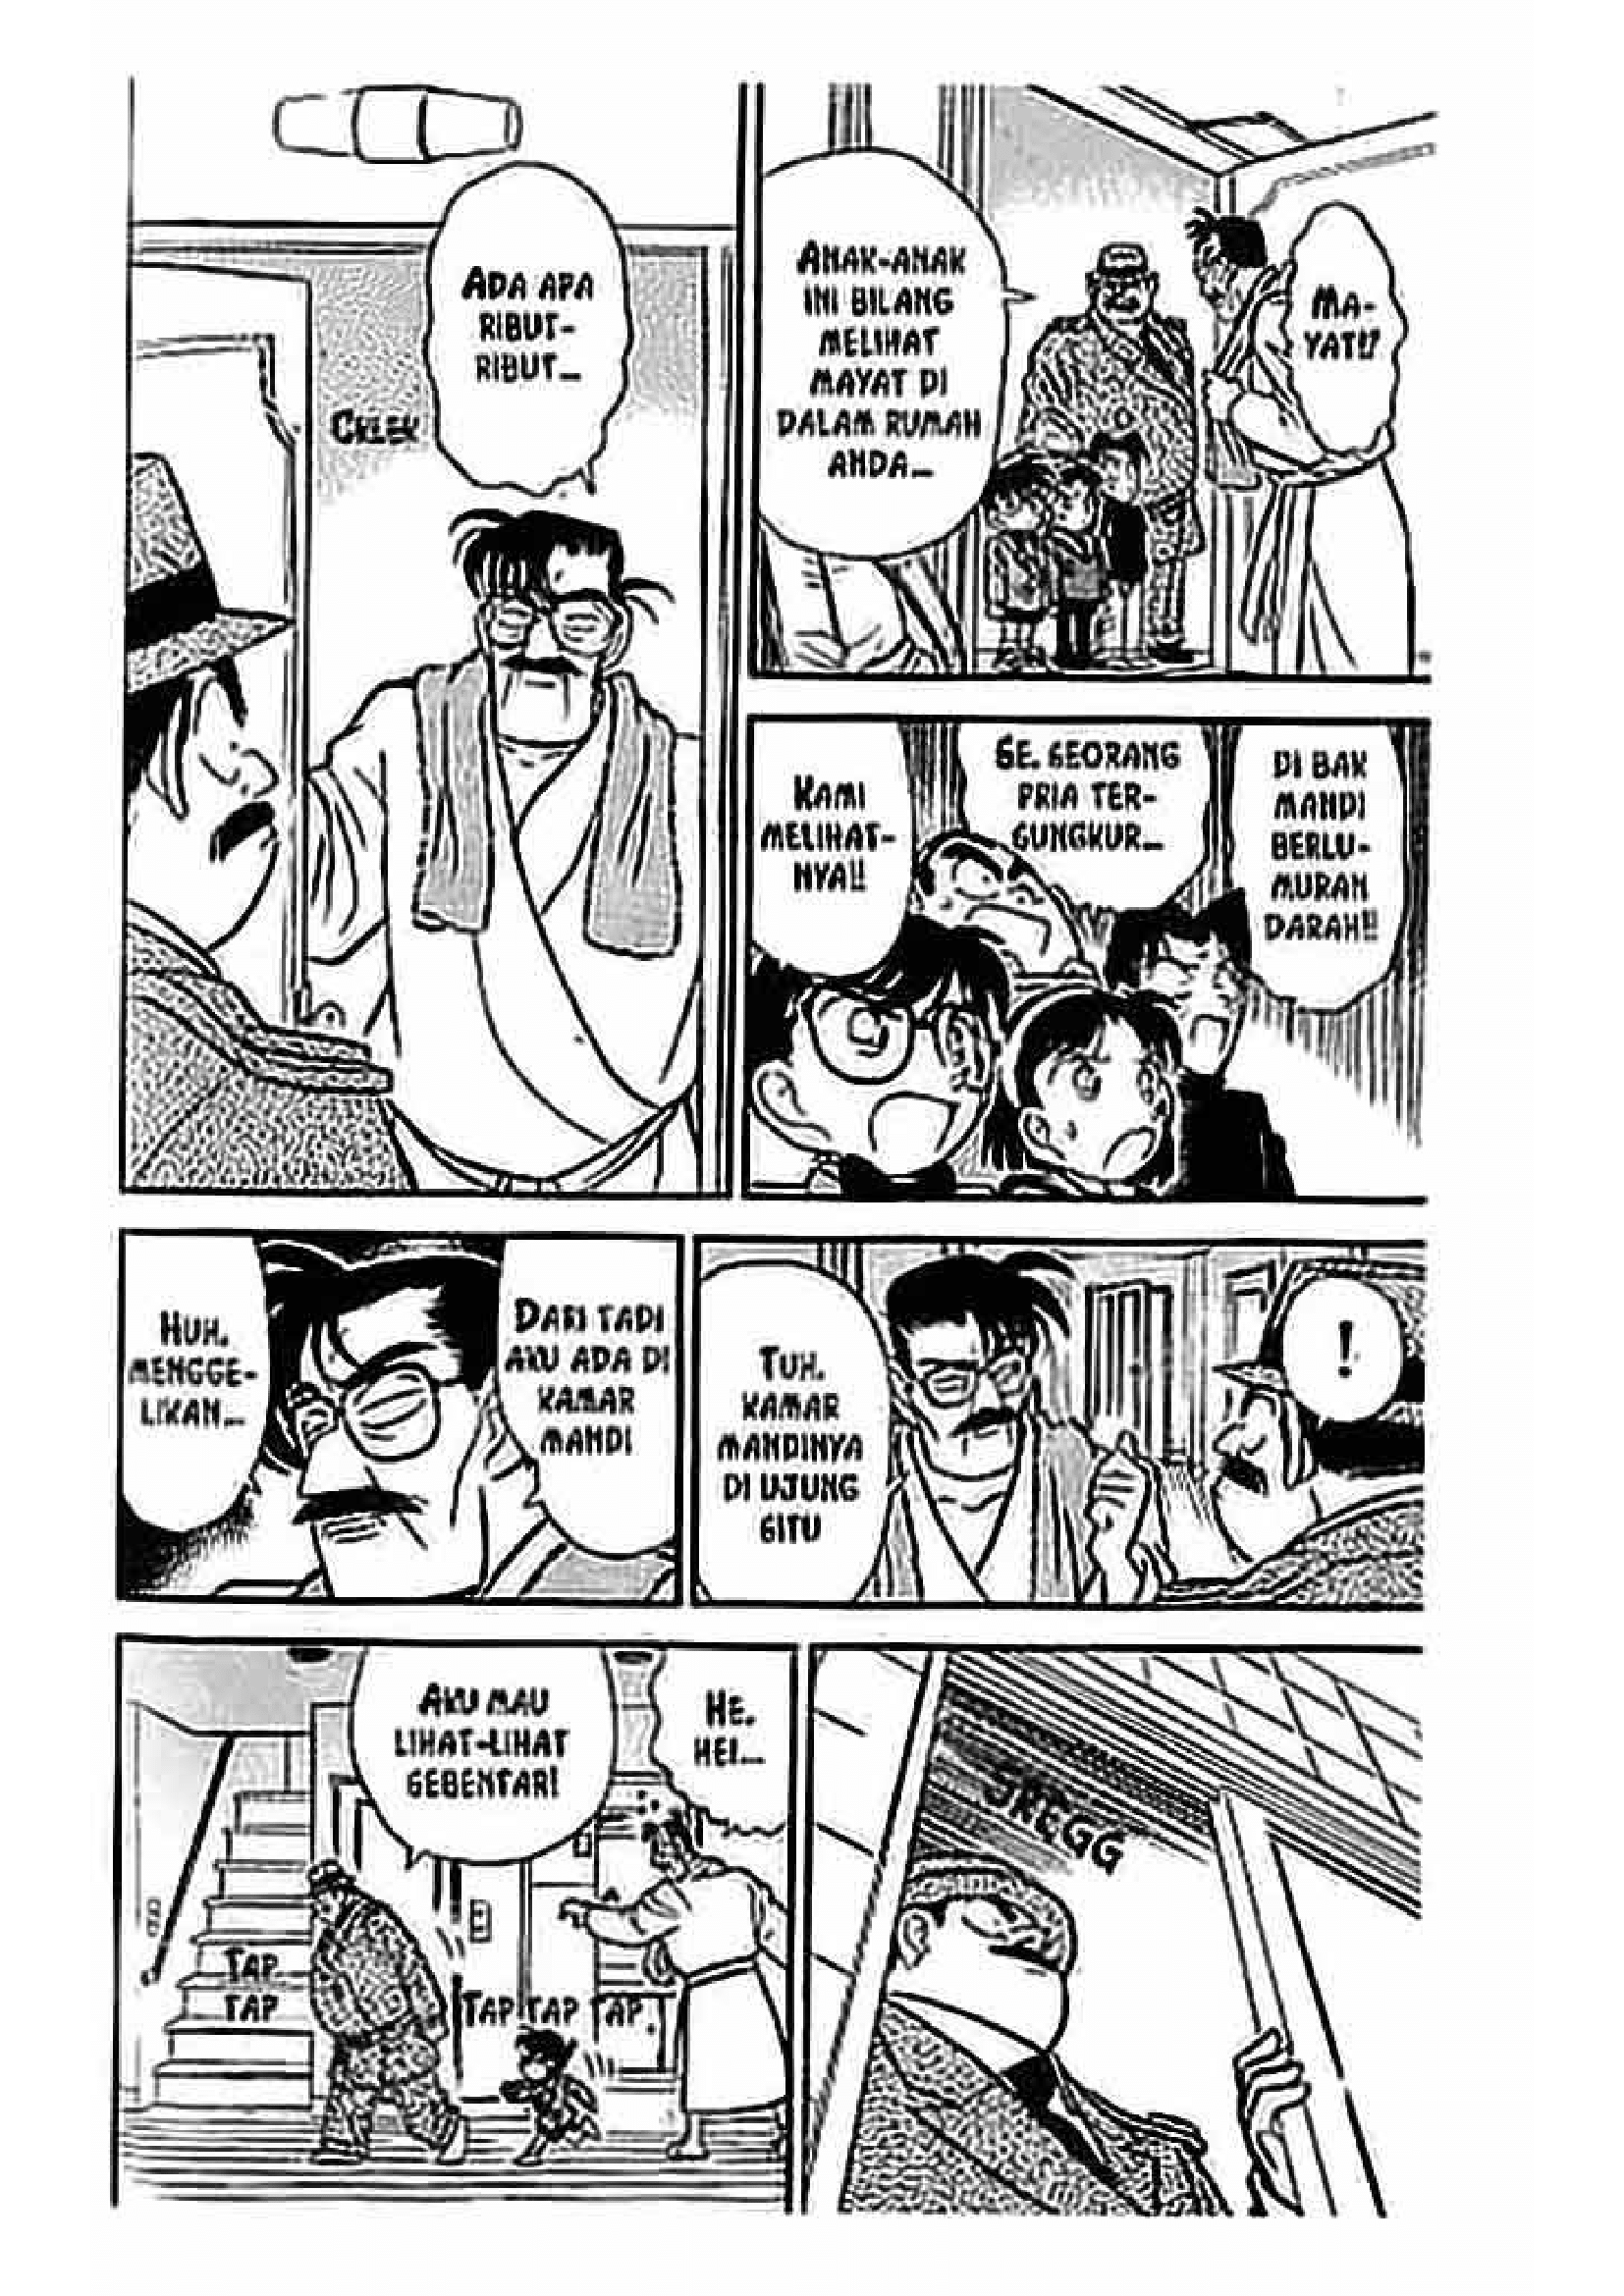 ADA APA
RIBUT-
RIBUT...
CKLEK
ANAK-ANAK
INI BILANG
MELIHAT
MAYAT DI
DALAM RUMAH
ANDA...
MA-
YAT!?
KAMI
MELIHAT-
NYA!!
SE, SEORANG
PRIA TER-
SUNGKUR...
DI BAK
MANDI
BERLU-
MURAN
DARAH!!
HUH,
MENGGE-
LIKAN...
DARI TADI
AKU ADA DI
KAMAR
MANDI
TUH,
KAMAR
MANDINYA
DI UJUNG
SITU
!
AKU MAU
LIHAT-LIHAT
SEBENTAR!
HE,
HEI...
TAP
TAP
TAP TAP TAP
SREGG